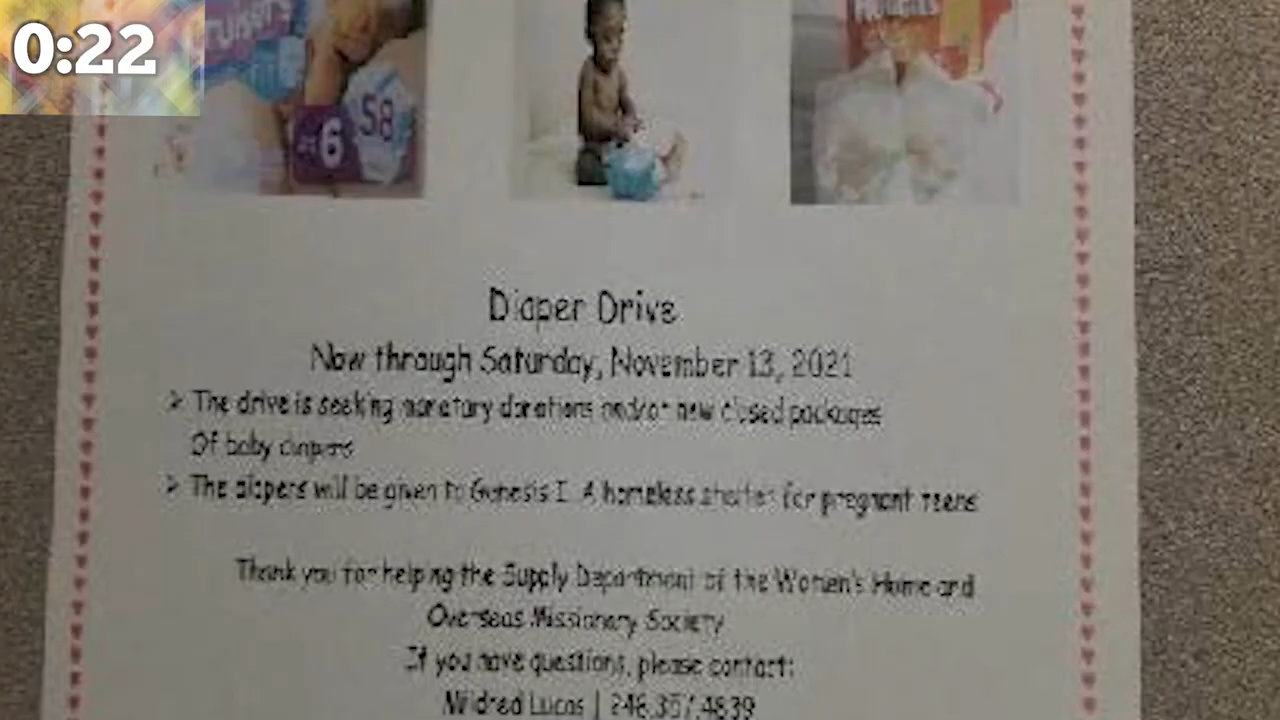 0:22
6
58
Diaper Drive
Now through Saturday, November 13, 2021
➢ The drive is seeking monetary donations and/or new closed packages
Of baby diapers
➢ The diapers will be given to Genesis I. A homeless shelter for pregnant teens
Thank you for helping the Supply Department of the Women's Home and
Overseas Missionary Society
If you have questions, please contact:
Mildred Lucas |